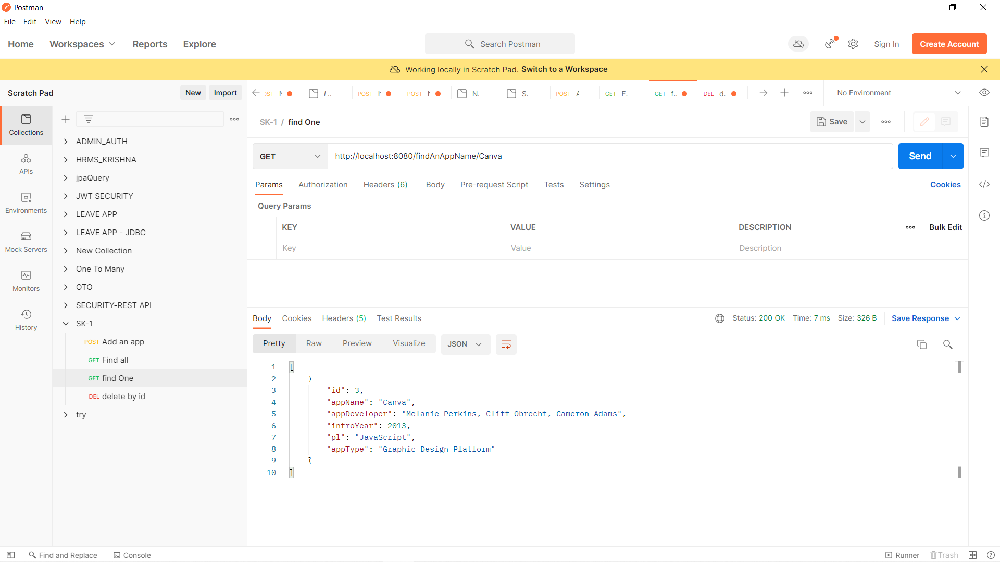 Postman
File Edit View Help
Home Workspaces Reports Explore
Search Postman
Sign In
Create Account
Working locally in Scratch Pad. Switch to a Workspace
Scratch Pad
New
Import
L..
POST
POST
N.
S.
POST
GET F.
GET f..
DEL d.
No Environment
Collections
APIs
Environments
Mock Servers
Monitors
History
ADMIN_AUTH
HRMS_KRISHNA
jpaQuery
JWT SECURITY
LEAVE APP
LEAVE APP - JDBC
New Collection
One To Many
OTO
SECURITY-REST API
SK-1
POST Add an app
GET Find all
GET find One
DEL delete by id
try
SK-1 / find One
Save
GET
http://localhost:8080/findAnAppName/Canva
Send
Params Authorization Headers (6) Body Pre-request Script Tests Settings
Cookies
Query Params
KEY VALUE DESCRIPTION
Bulk Edit
Key Value Description
Body Cookies Headers (5) Test Results
Status: 200 OK Time: 7 ms Size: 326 B
Save Response
Pretty Raw Preview Visualize
JSON
1 [
2 {
3 "id": 3,
4 "appName": "Canva",
5 "appDeveloper": "Melanie Perkins, Cliff Obrecht, Cameron Adams",
6 "introYear": 2013,
7 "pl": "JavaScript",
8 "appType": "Graphic Design Platform"
9 }
10 ]
Find and Replace
Console
Runner
Trash